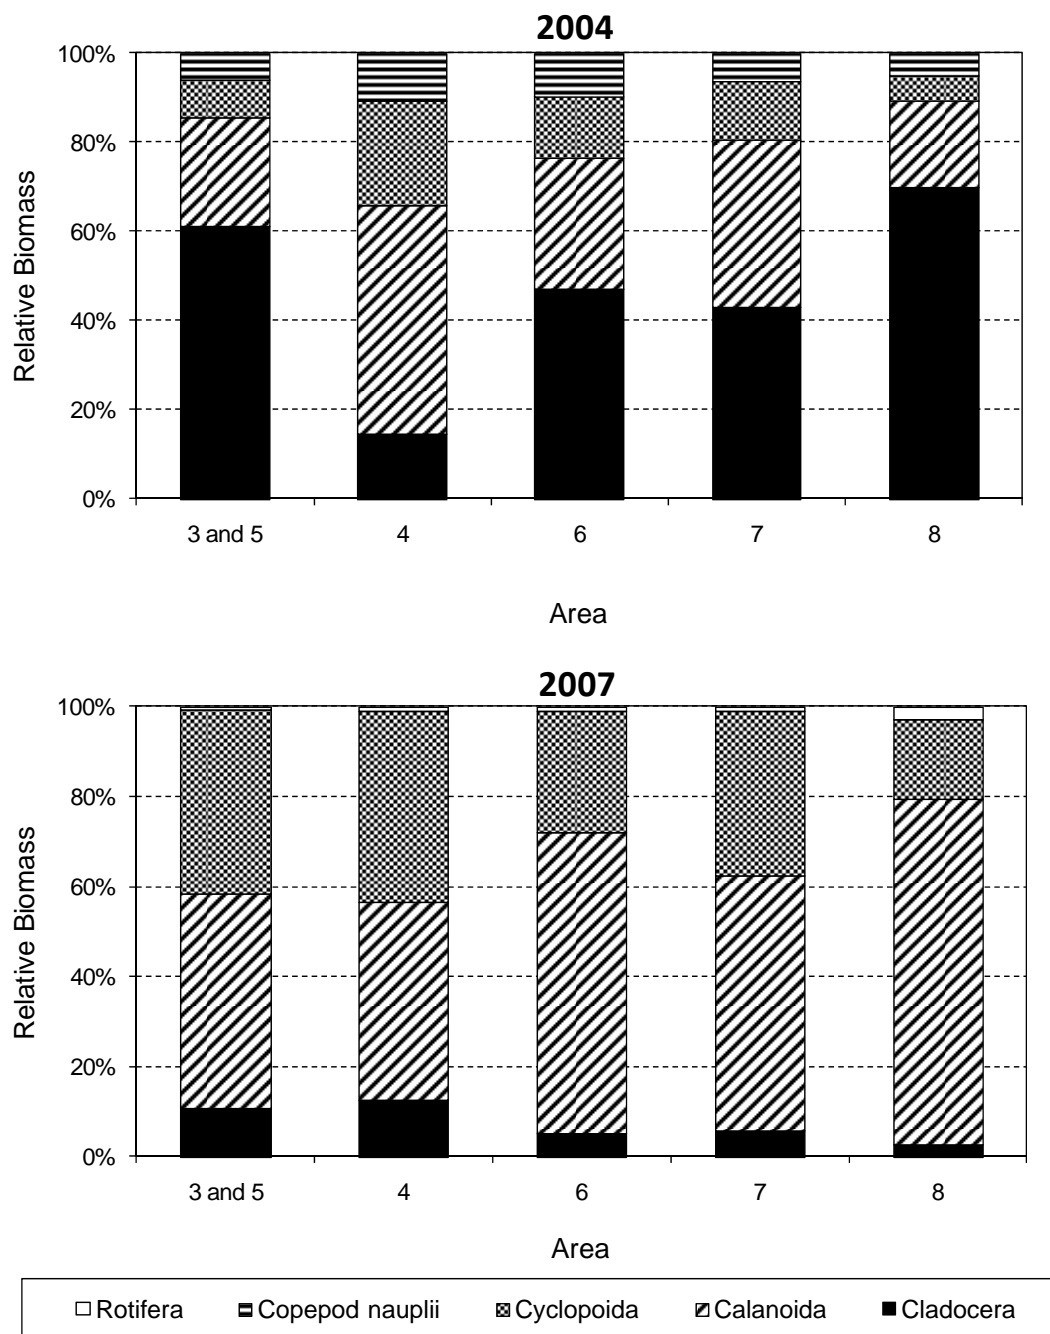 2004
100%
80%
60%
40%
20%
0%
Relative Biomass
3 and 5 4 6 7 8
Area
2007
100%
80%
60%
40%
20%
0%
Relative Biomass
3 and 5 4 6 7 8
Area
Rotifera Copepod nauplii Cyclopoida Calanoida Cladocera